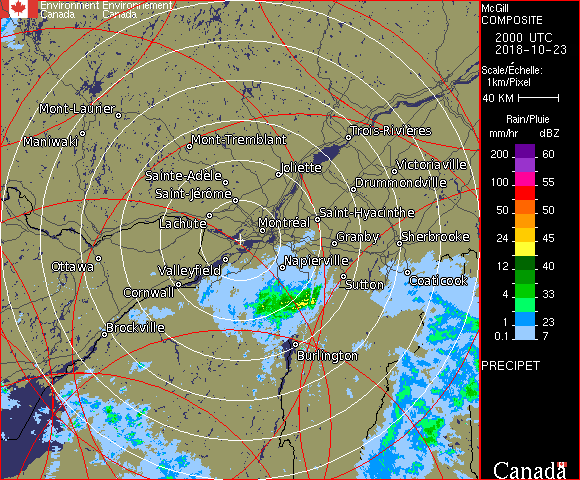 Environment Environnement
Canada Canada
McGill
COMPOSITE
2000 UTC
2018-10-23
Scale/Échelle:
1km/Pixel
40 KM
Rain/Pluie
mm/hr dBZ
200 60
150 55
100 55
50 50
24 45
12 40
4 33
1 23
0.1 7
PRECIPET
Canada
Mont-Laurier
Maniwaki
Mont-Tremblant
Trois-Rivières
Sainte-Adèle
Joliette
Victoriaville
Saint-Jérôme
Drummondville
Lachute
Montréal
Saint-Hyacinthe
Granby
Sherbrooke
Ottawa
Valleyfield
Napierville
Cornwall
Sutton
Coaticook
Brockville
Burlington